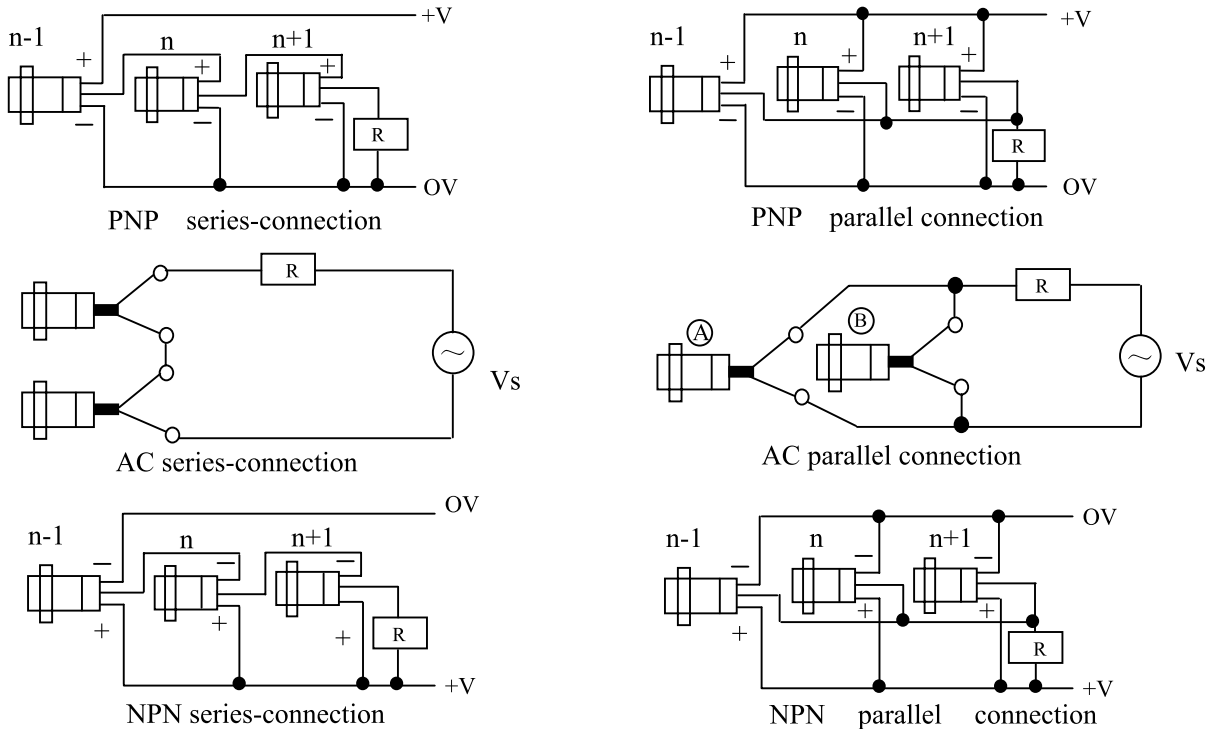 +V
n-1
n
n+1
+
+
+
−
−
−
R
OV
PNP series-connection
+V
n-1
n
n+1
+
+
+
−
−
−
R
OV
PNP parallel connection
R
Vs
AC series-connection
R
A
B
Vs
AC parallel connection
OV
n-1
n
n+1
−
−
−
+
+
+
R
+V
NPN series-connection
OV
n-1
n
n+1
−
−
−
+
+
+
R
+V
NPN parallel connection